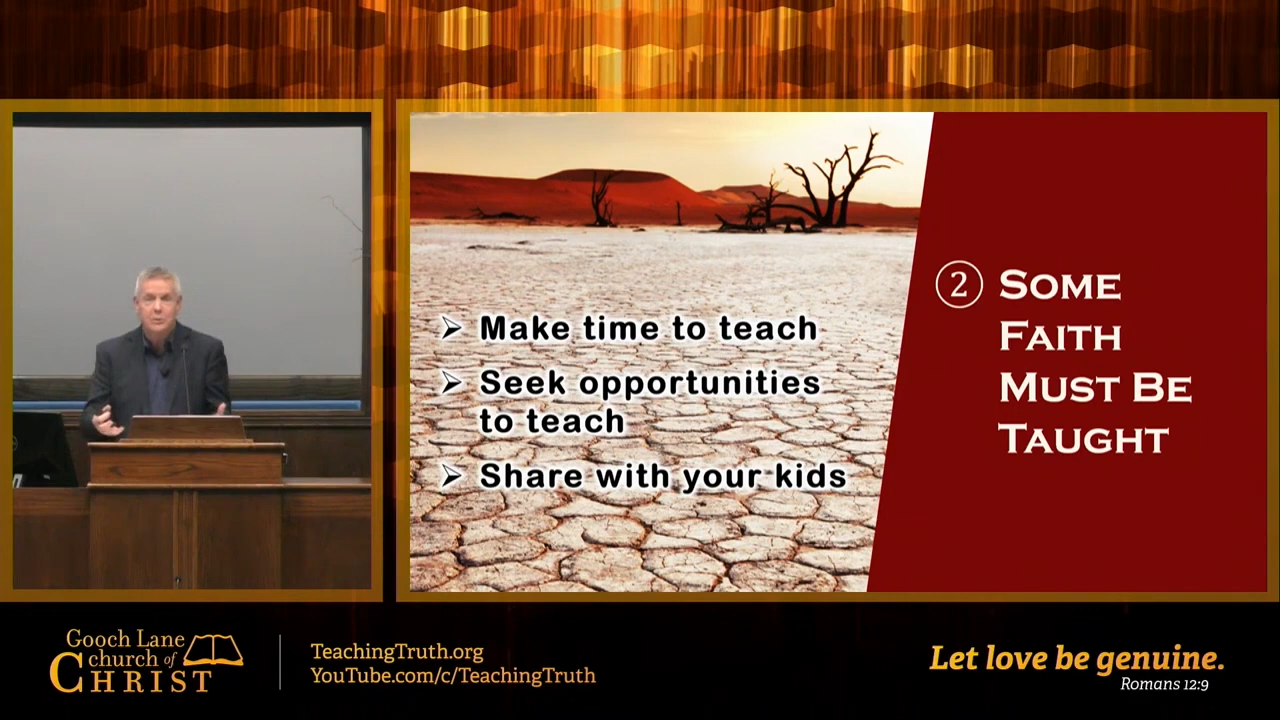 ➢ Make time to teach
➢ Seek opportunities
to teach
➢ Share with your kids
② SOME
FAITH
MUST BE
TAUGHT
Gooch Lane
church of
CHRIST
TeachingTruth.org
YouTube.com/c/TeachingTruth
Let love be genuine.
Romans 12:9